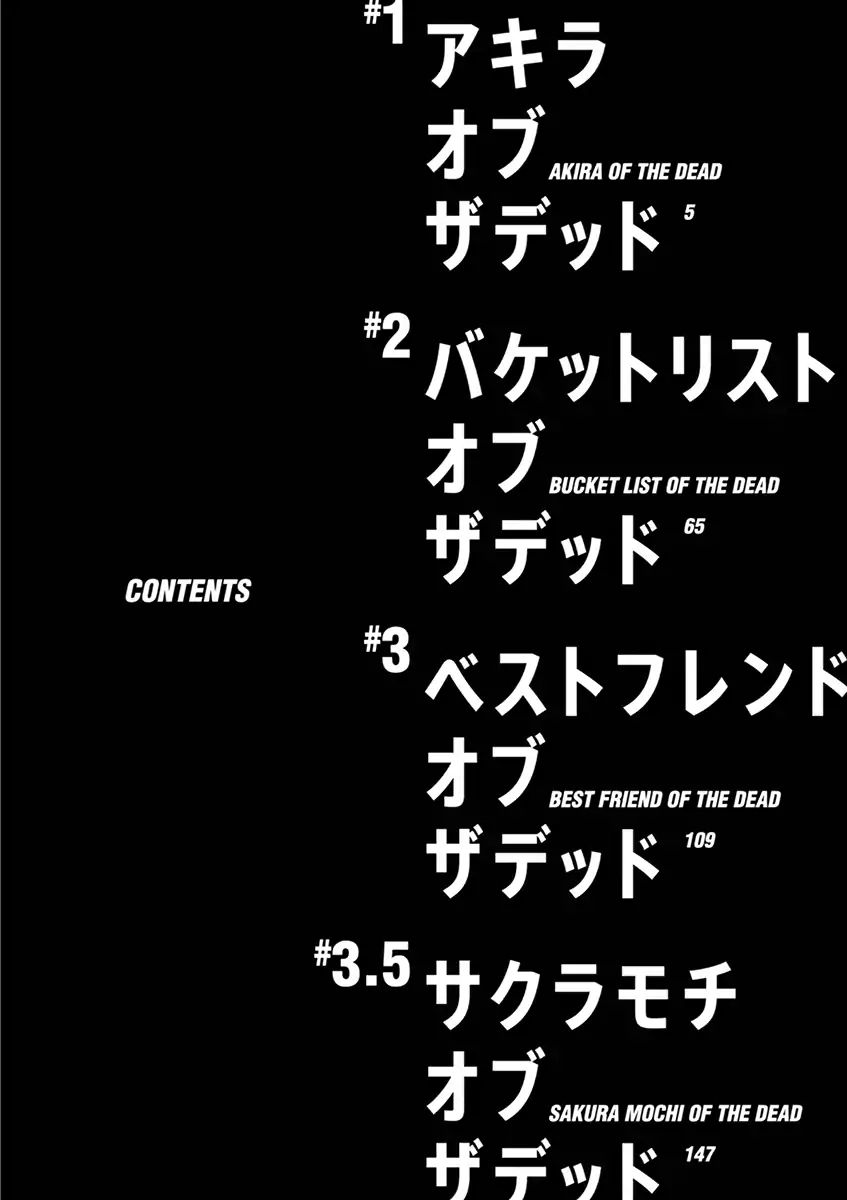 CONTENTS
#1
アキラ
オブ
AKIRA OF THE DEAD
ザデッド
5
#2
バケットリスト
オブ
BUCKET LIST OF THE DEAD
ザデッド
65
#3
ベストフレンド
オブ
BEST FRIEND OF THE DEAD
ザデッド
109
#3.5
サクラモチ
オブ
SAKURA MOCHI OF THE DEAD
ザデッド
147